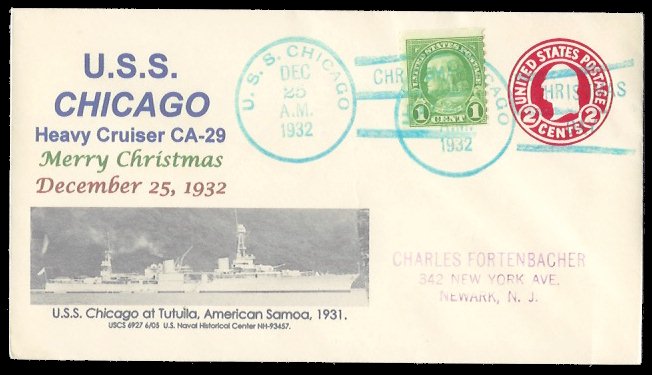 U.S.S.
CHICAGO
Heavy Cruiser CA-29
Merry Christmas
December 25, 1932
U. S. S. CHICAGO
DEC
25
A.M.
1932
UNITED STATES POSTAGE
1 CENT 1
CHICAGO
1932
UNITED STATES POSTAGE
2 CENTS 2
CHARLES FORTENBACHER
342 NEW YORK AVE.
NEWARK, N. J.
U.S.S. Chicago at Tutuila, American Samoa, 1931.
USCS 6927 6/05 U.S. Naval Historical Center NH-93457.